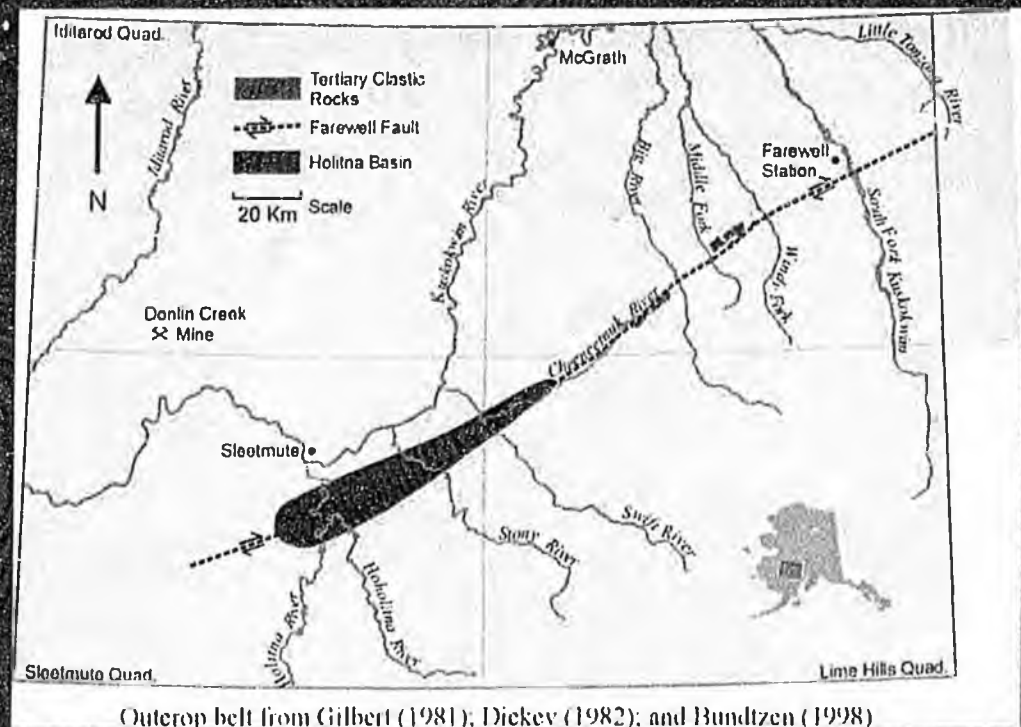 Iditarod Quad.
Iditarod River
N
Tertiary Clastic
Rocks
Farewell Fault
Holitna Basin
20 Km Scale
McGrath
Kuskokwim River
Big River
Middle Fork
Windy Fork
Farewell
Station
South Fork Kuskokwim
River
Donlin Creek
Mine
Sleetmute
Stony River
Swift River
Holitna River
Hoholitna River
Sleetmute Quad.
Lime Hills Quad.
Outcrop belt from Gilbert (1981); Dickey (1982); and Bundtzen (1998)